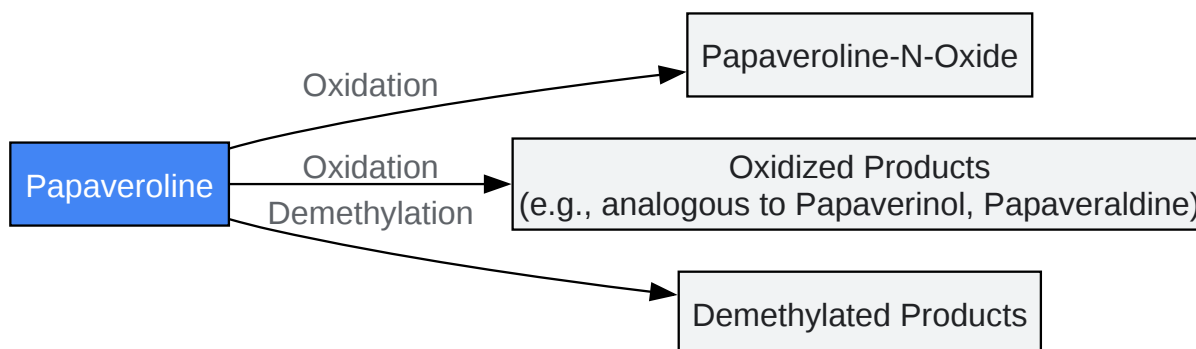 Papaveroline-N-Oxide
Oxidation
Oxidation
Oxidized Products
(e.g., analogous to Papaverinol, Papaveraldine)
Papaveroline
Demethylation
Demethylated Products